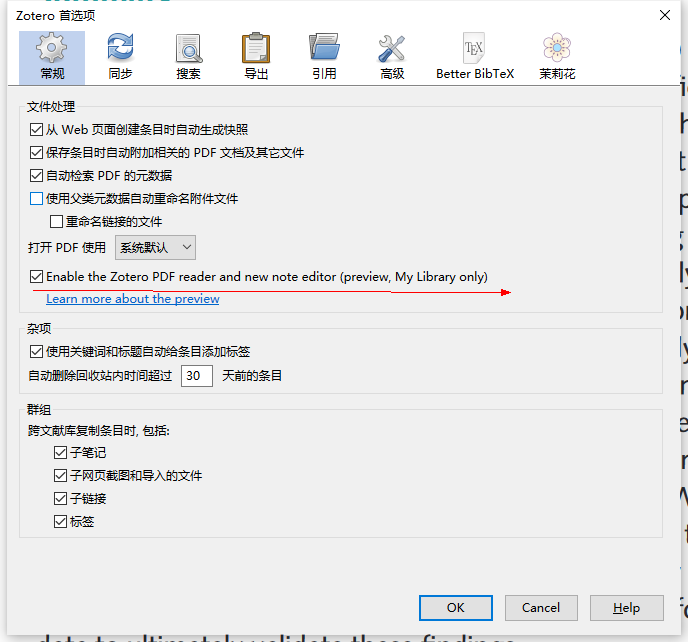 Zotero 首选项
常规 同步 搜索 导出 引用 高级 Better BibTeX 茉莉花
文件处理
从 Web 页面创建条目时自动生成快照
保存条目时自动附加相关的 PDF 文档及其它文件
自动检索 PDF 的元数据
使用父类元数据自动重命名附件文件
重命名链接的文件
打开 PDF 使用 系统默认
Enable the Zotero PDF reader and new note editor (preview, My Library only)
Learn more about the preview
杂项
使用关键词和标题自动给条目添加标签
自动删除回收站内时间超过 30 天前的条目
群组
跨文献库复制条目时, 包括:
子笔记
子网页截图和导入的文件
子链接
标签
OK Cancel Help